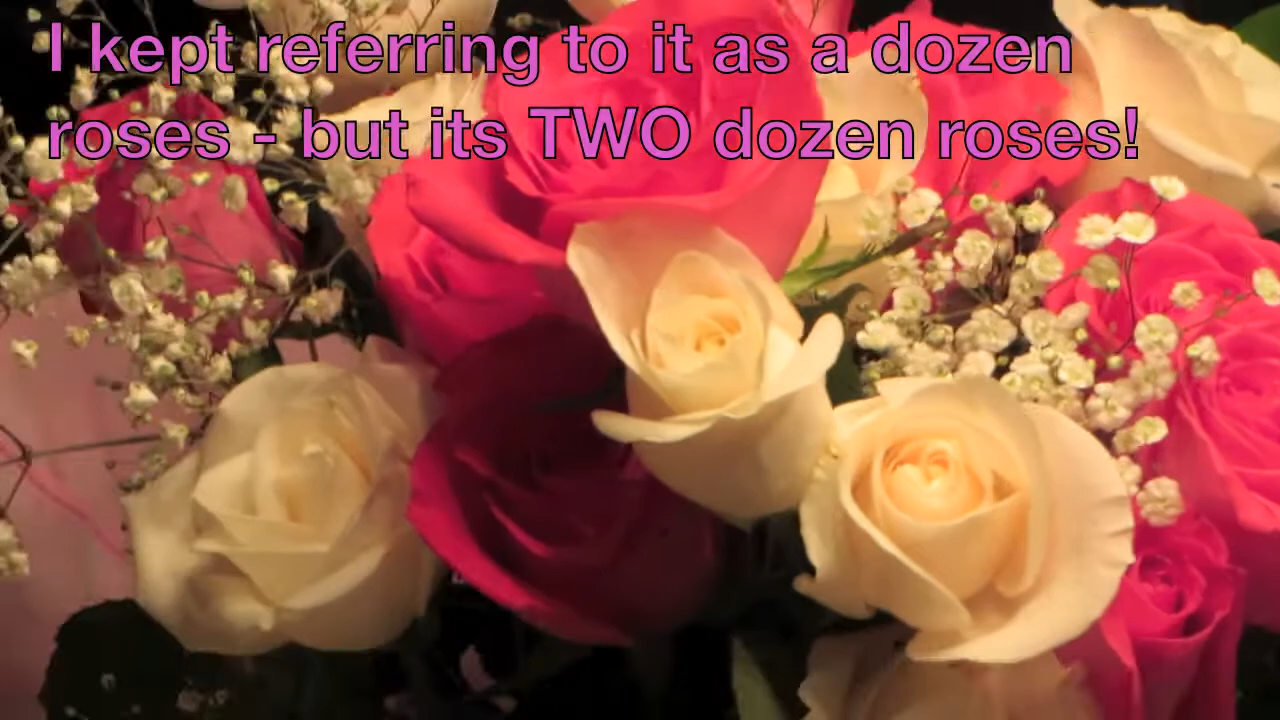 I kept referring to it as a dozen
roses - but its TWO dozen roses!